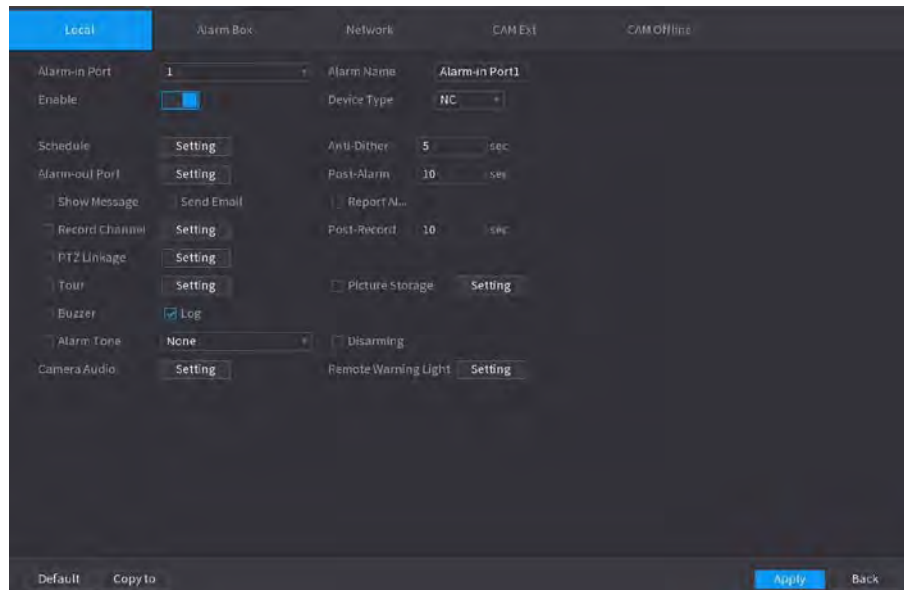 Local Alarm Box Network CAM Ext CAM Offline
Alarm-in Port 1 Alarm Name Alarm-in Port1
Enable Device Type NC
Schedule Setting Anti-Dither 5 sec
Alarm-out Port Setting Post-Alarm 10 sec
Show Message Send Email Report Al...
Record Channel Setting Post-Record 10 sec
PTZ Linkage Setting
Tour Setting Picture Storage Setting
Buzzer Log
Alarm Tone None Disarming
Camera Audio Setting Remote Warning Light Setting
Default Copy to Apply Back